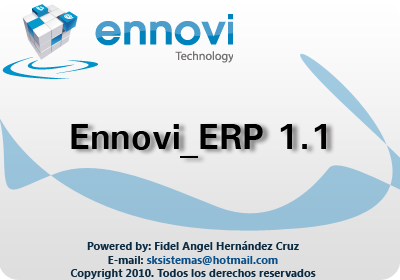 ennovi
Technology
Ennovi_ERP 1.1
Powered by: Fidel Angel Hernández Cruz
E-mail: sksistemas@hotmail.com
Copyright 2010. Todos los derechos reservados